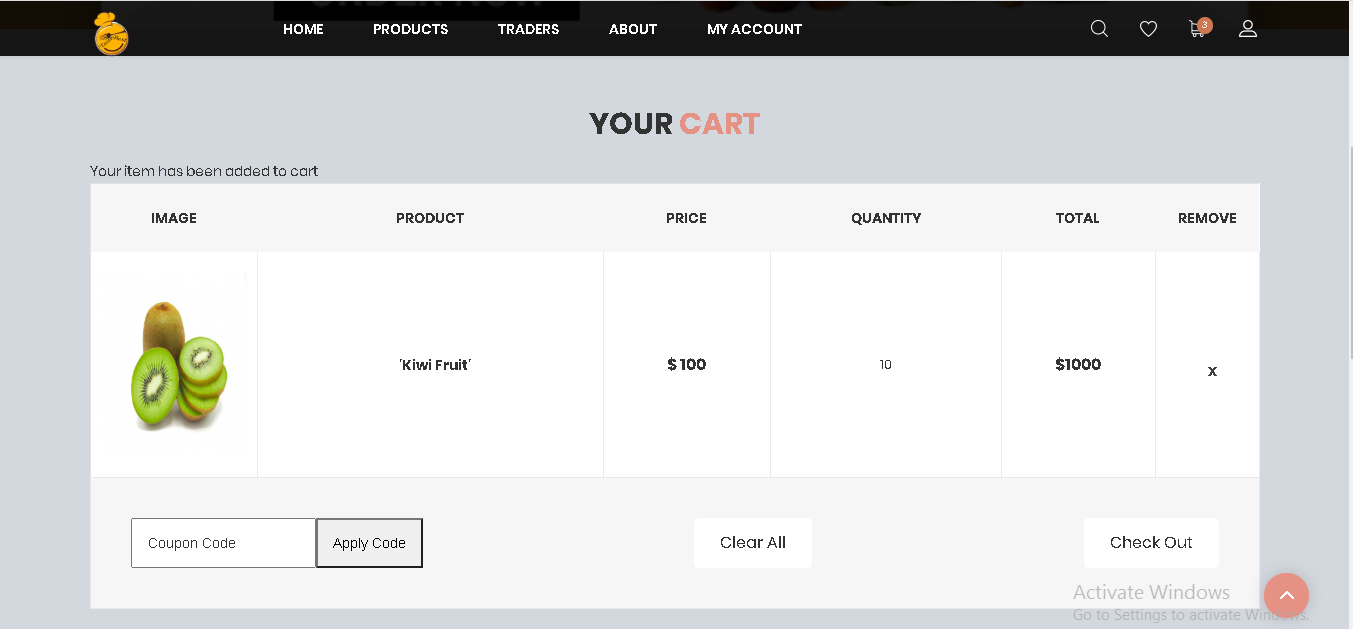 ORDER NOW
HOME PRODUCTS TRADERS ABOUT MY ACCOUNT 3
YOUR CART
Your item has been added to cart
IMAGE PRODUCT PRICE QUANTITY TOTAL REMOVE
'Kiwi Fruit' $ 100 10 $1000 x
Coupon Code Apply Code Clear All Check Out
Activate Windows
Go to Settings to activate Windows.